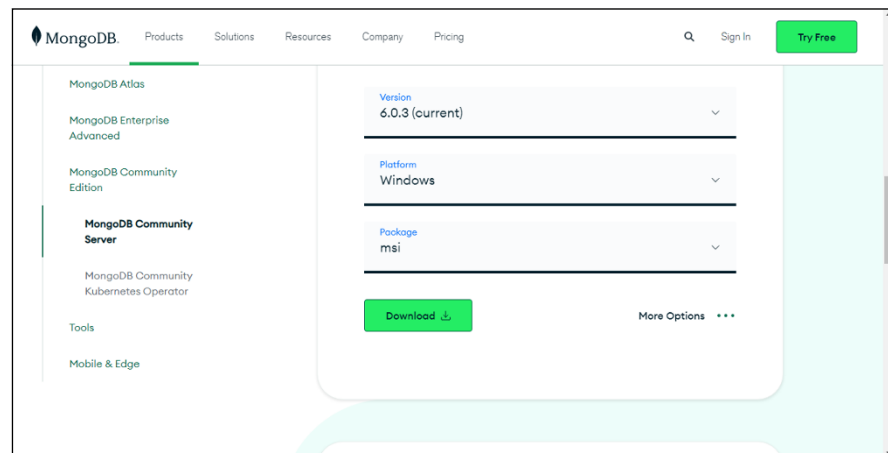 MongoDB.
Products
Solutions
Resources
Company
Pricing
Sign In
Try Free
MongoDB Atlas
MongoDB Enterprise
Advanced
MongoDB Community
Edition
MongoDB Community
Server
MongoDB Community
Kubernetes Operator
Tools
Mobile & Edge
Version
6.0.3 (current)
Platform
Windows
Package
msi
Download
More Options